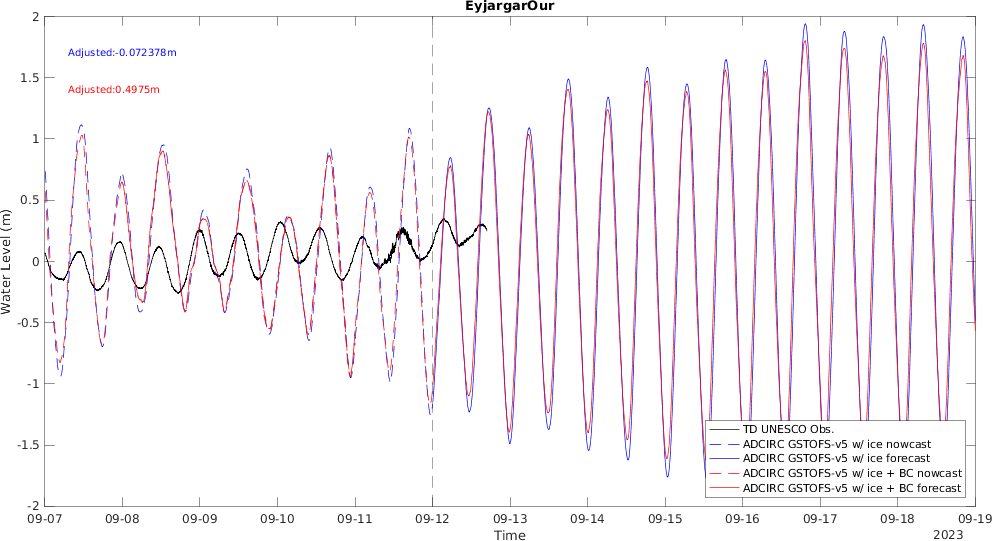 EyjargarOur
Adjusted:-0.072378m
Adjusted:0.4975m
Water Level (m)
2
1.5
1
0.5
0
-0.5
-1
-1.5
-2
TD UNESCO Obs.
ADCIRC GSTOFS-v5 w/ ice nowcast
ADCIRC GSTOFS-v5 w/ ice forecast
ADCIRC GSTOFS-v5 w/ ice + BC nowcast
ADCIRC GSTOFS-v5 w/ ice + BC forecast
09-07 09-08 09-09 09-10 09-11 09-12 09-13 09-14 09-15 09-16 09-17 09-18 09-19
Time
2023